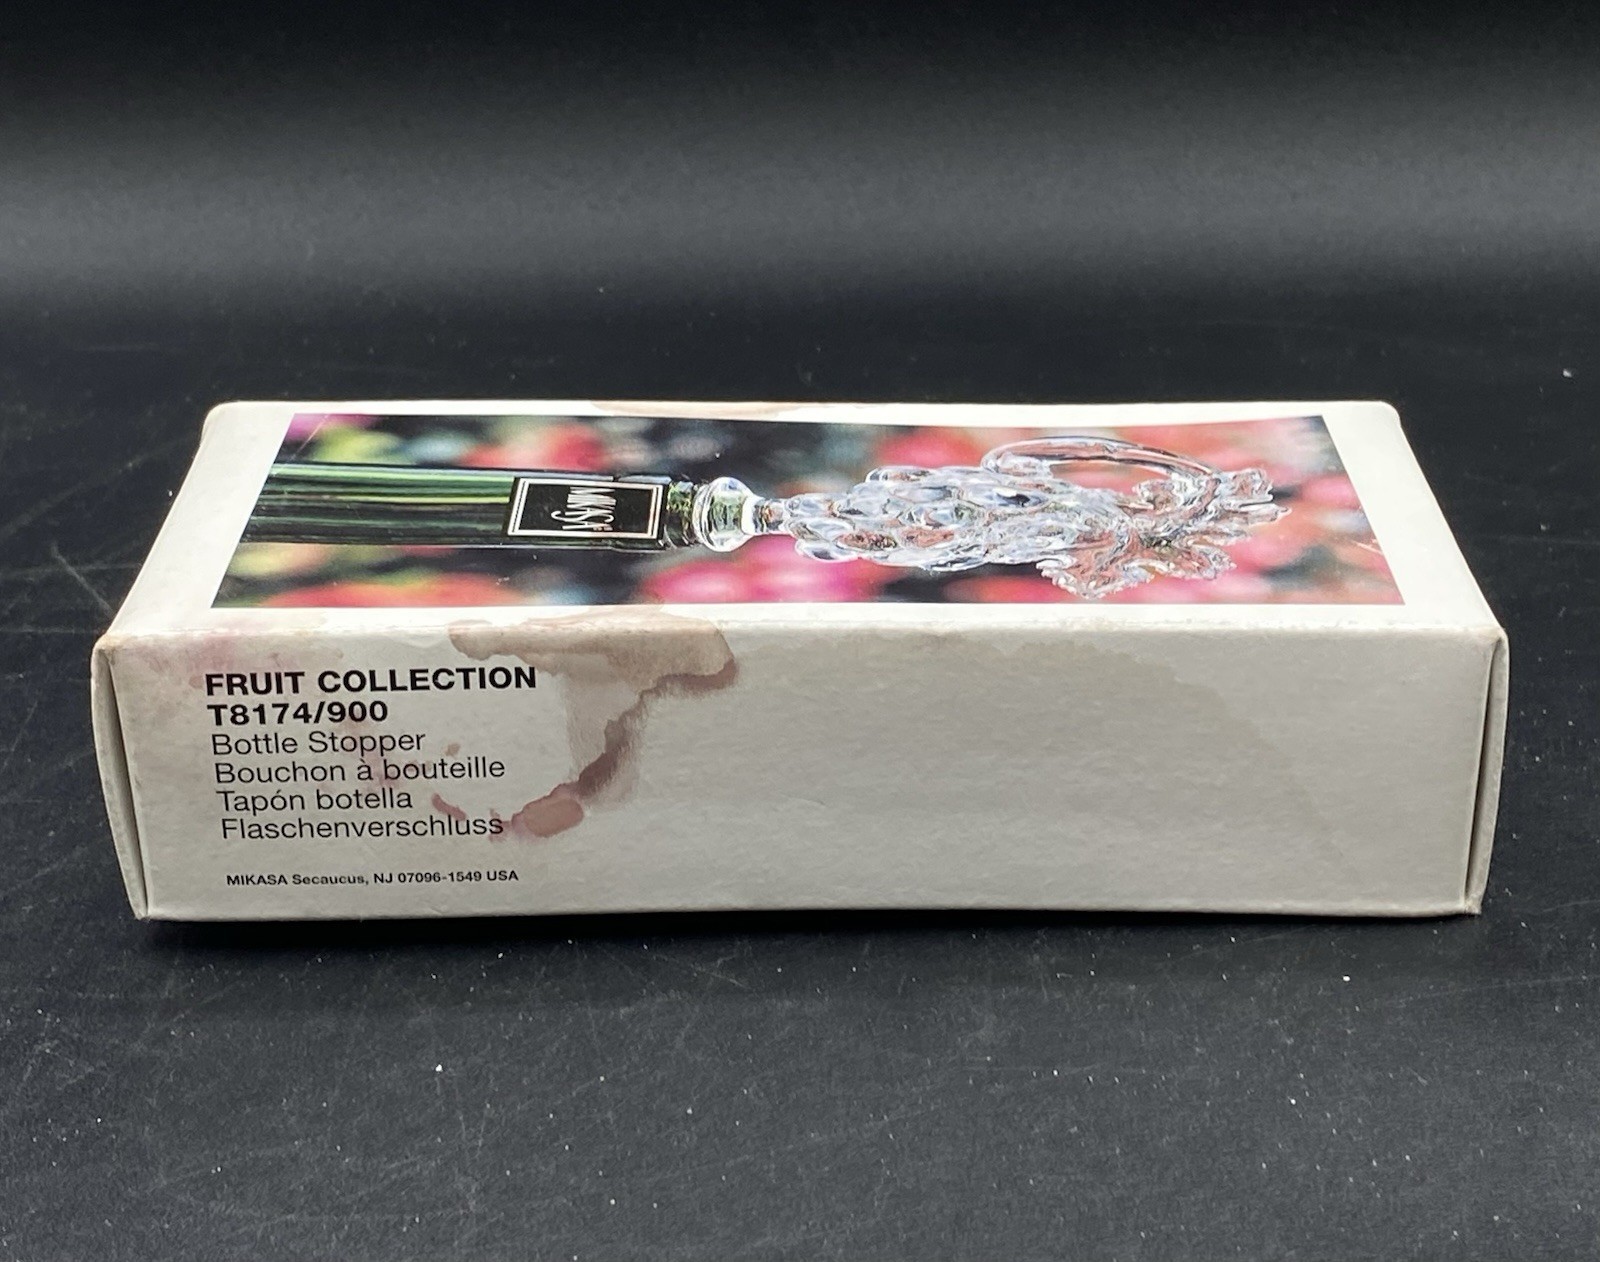 MIKASA
FRUIT COLLECTION
T8174/900
Bottle Stopper
Bouchon à bouteille
Tapón botella
Flaschenverschluss
MIKASA Secaucus, NJ 07096-1549 USA